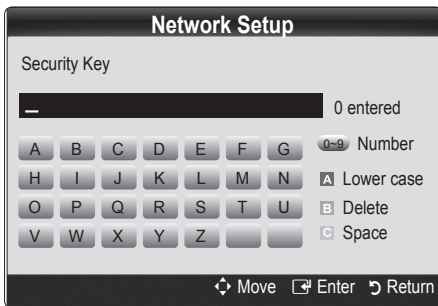 Network Setup
Security Key
_ 0 entered
A B C D E F G 0~9 Number
H I J K L M N A Lower case
O P Q R S T U B Delete
V W X Y Z C Space
Move Enter Return